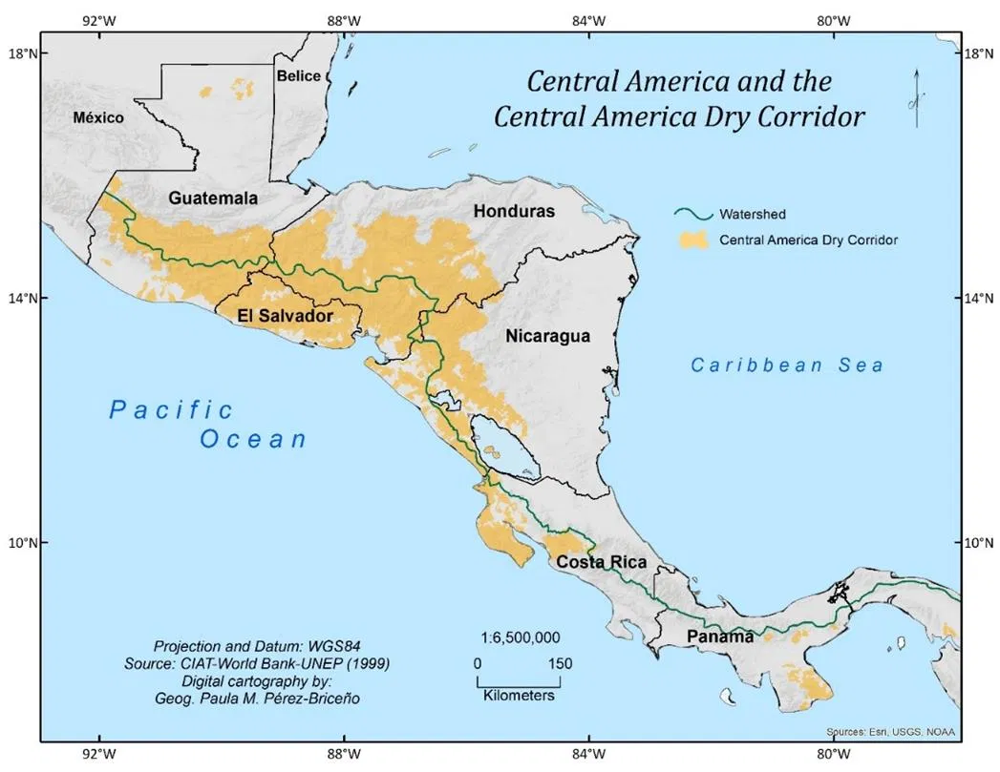 92°W
88°W
84°W
80°W
18°N
18°N
Central America and the
Central America Dry Corridor
Belice
México
Guatemala
Honduras
Watershed
Central America Dry Corridor
14°N
14°N
El Salvador
Nicaragua
Caribbean Sea
Pacific
Ocean
10°N
10°N
Costa Rica
Panamá
Projection and Datum: WGS84
Source: CIAT-World Bank-UNEP (1999)
Digital cartography by:
Geog. Paula M. Pérez-Briceño
1:6,500,000
0 150
Kilometers
Sources: Esri, USGS, NOAA
92°W
88°W
84°W
80°W